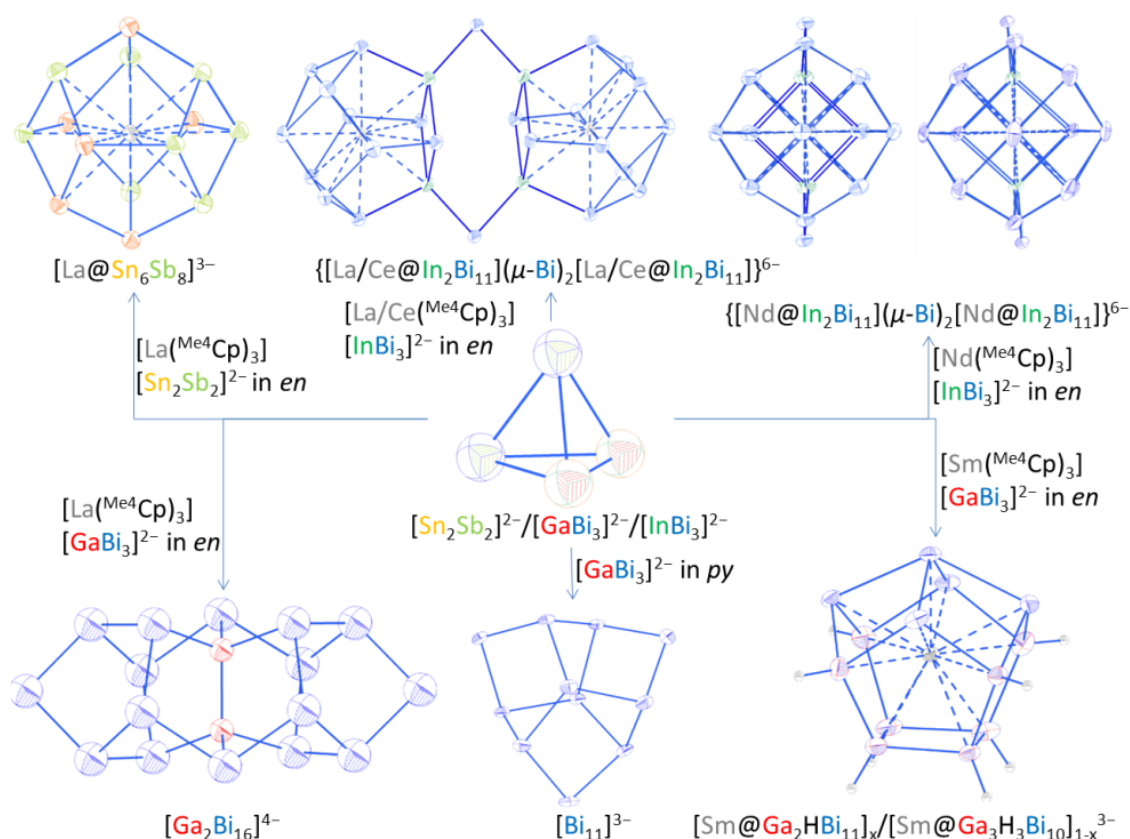 [La@Sn₆Sb₈]³⁻
{[La/Ce@In₂Bi₁₁](μ-Bi)₂[La/Ce@In₂Bi₁₁]}⁶⁻
{[Nd@In₂Bi₁₁](μ-Bi)₂[Nd@In₂Bi₁₁]}⁶⁻
[La(ᴹᵉ⁴Cp)₃]
[Sn₂Sb₂]²⁻ in en
[La/Ce(ᴹᵉ⁴Cp)₃]
[InBi₃]²⁻ in en
[Nd(ᴹᵉ⁴Cp)₃]
[InBi₃]²⁻ in en
[La(ᴹᵉ⁴Cp)₃]
[GaBi₃]²⁻ in en
[Sm(ᴹᵉ⁴Cp)₃]
[GaBi₃]²⁻ in en
[Sn₂Sb₂]²⁻/[GaBi₃]²⁻/[InBi₃]²⁻
[GaBi₃]²⁻ in py
[Ga₂Bi₁₆]⁴⁻
[Bi₁₁]³⁻
[Sm@Ga₂HBi₁₁]ₓ/[Sm@Ga₃H₃Bi₁₀]₁₋ₓ³⁻